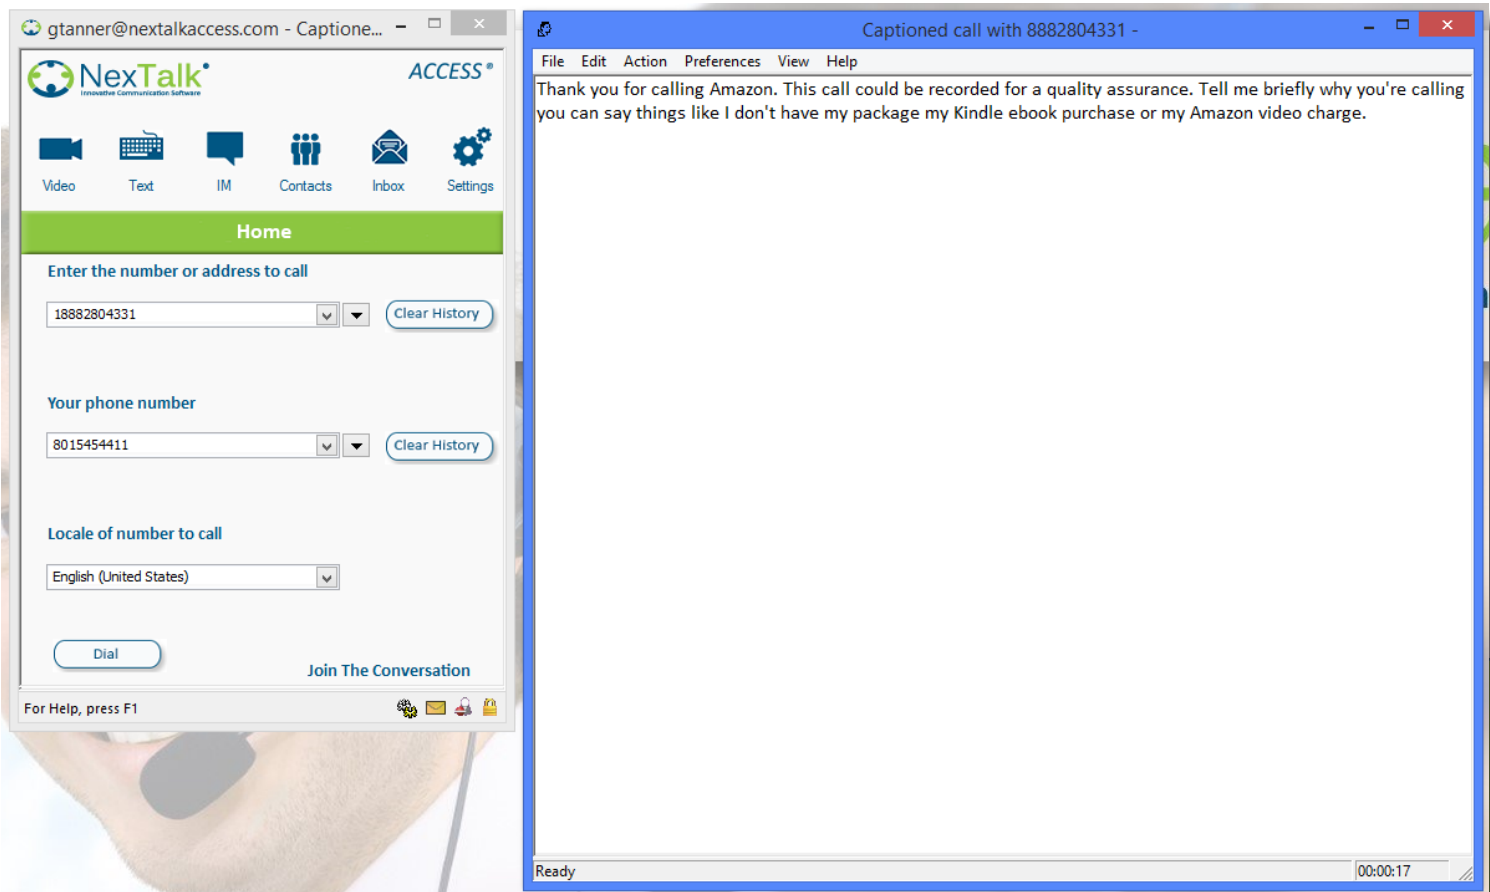 gtanner@nextalkaccess.com - Captione...
NexTalk
Innovative Communication Software
ACCESS
Video Text IM Contacts Inbox Settings
Home
Enter the number or address to call
18882804331
Clear History
Your phone number
8015454411
Clear History
Locale of number to call
English (United States)
Dial
Join The Conversation
For Help, press F1
Captioned call with 8882804331 -
File Edit Action Preferences View Help
Thank you for calling Amazon. This call could be recorded for a quality assurance. Tell me briefly why you're calling
you can say things like I don't have my package my Kindle ebook purchase or my Amazon video charge.
Ready
00:00:17